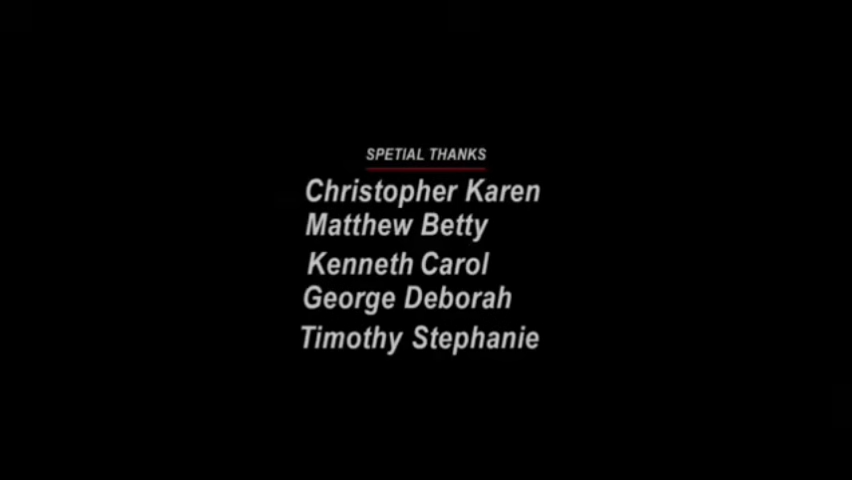 SPETIAL THANKS
Christopher Karen
Matthew Betty
Kenneth Carol
George Deborah
Timothy Stephanie